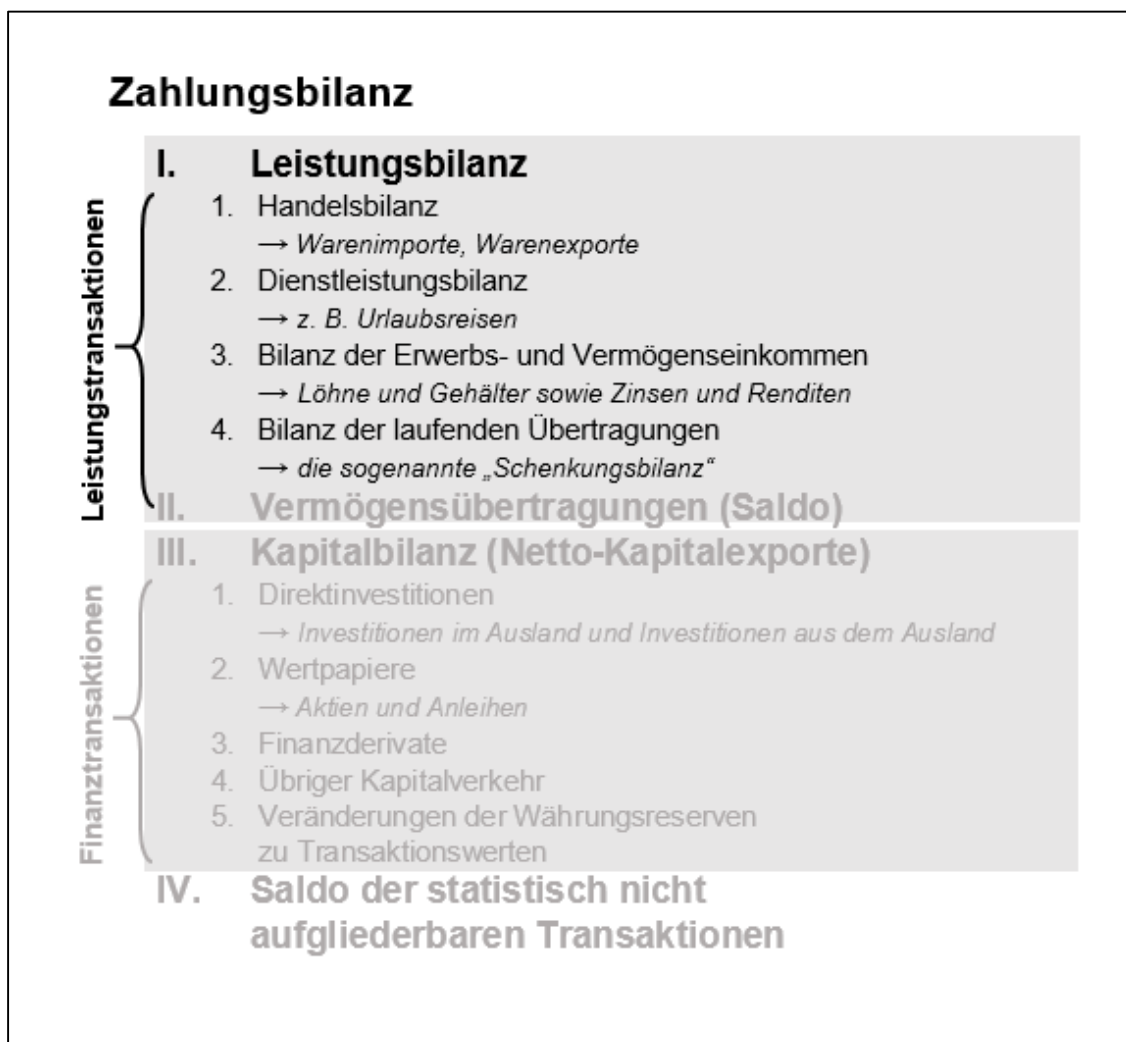 Zahlungsbilanz
Leistungstransaktionen
I. Leistungsbilanz
1. Handelsbilanz
→ Warenimporte, Warenexporte
2. Dienstleistungsbilanz
→ z. B. Urlaubsreisen
3. Bilanz der Erwerbs- und Vermögenseinkommen
→ Löhne und Gehälter sowie Zinsen und Renditen
4. Bilanz der laufenden Übertragungen
→ die sogenannte „Schenkungsbilanz“
II. Vermögensübertragungen (Saldo)
Finanztransaktionen
III. Kapitalbilanz (Netto-Kapitalexporte)
1. Direktinvestitionen
→ Investitionen im Ausland und Investitionen aus dem Ausland
2. Wertpapiere
→ Aktien und Anleihen
3. Finanzderivate
4. Übriger Kapitalverkehr
5. Veränderungen der Währungsreserven
zu Transaktionswerten
IV. Saldo der statistisch nicht
aufgliederbaren Transaktionen